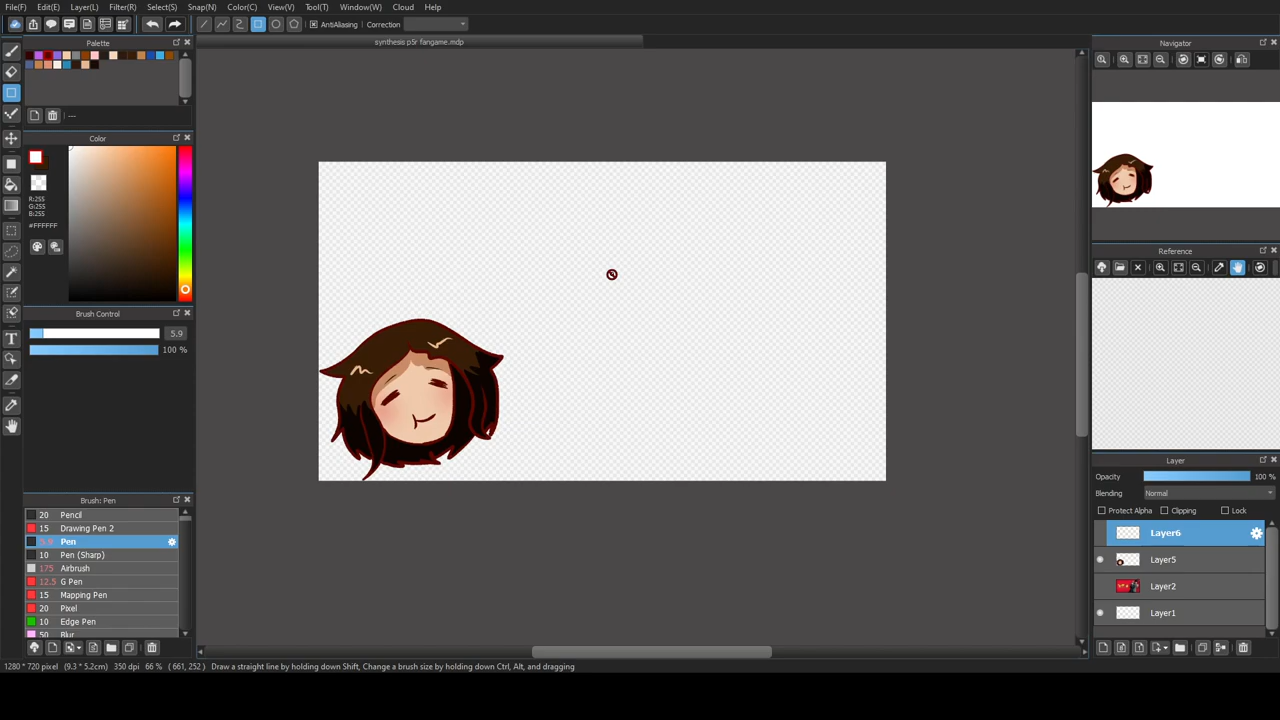 File(F) Edit(E) Layer(L) Filter(R) Select(S) Snap(N) Color(C) View(V) Tool(T) Window(W) Cloud Help
AntiAliasing Correction
synthesis p5r fangame.mdp
Palette
---
Color
R:255
G:255
B:255
#FFFFFF
Brush Control
5.9
100 %
Brush: Pen
20 Pencil
15 Drawing Pen 2
5.9 Pen
10 Pen (Sharp)
175 Airbrush
12.5 G Pen
15 Mapping Pen
20 Pixel
10 Edge Pen
50 Blur
Navigator
Reference
Layer
Opacity 100 %
Blending Normal
Protect Alpha Clipping Lock
Layer6
Layer5
Layer2
Layer1
1280 * 720 pixel (9.3 * 5.2cm) 350 dpi 66 % ( 661, 252 ) Draw a straight line by holding down Shift, Change a brush size by holding down Ctrl, Alt, and dragging